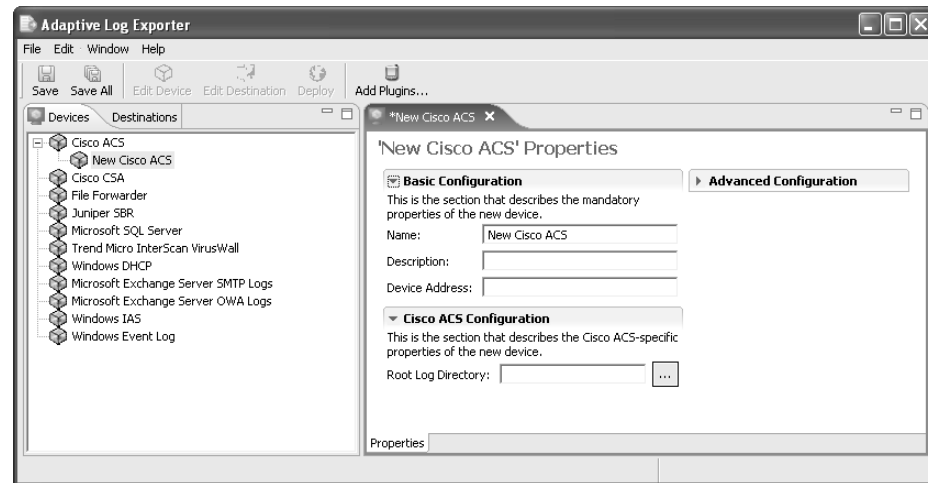 Adaptive Log Exporter
File Edit Window Help
Save Save All Edit Device Edit Destination Deploy Add Plugins...
Devices Destinations
Cisco ACS
New Cisco ACS
Cisco CSA
File Forwarder
Juniper SBR
Microsoft SQL Server
Trend Micro InterScan VirusWall
Windows DHCP
Microsoft Exchange Server SMTP Logs
Microsoft Exchange Server OWA Logs
Windows IAS
Windows Event Log
*New Cisco ACS
'New Cisco ACS' Properties
Basic Configuration
This is the section that describes the mandatory
properties of the new device.
Name: New Cisco ACS
Description:
Device Address:
Cisco ACS Configuration
This is the section that describes the Cisco ACS-specific
properties of the new device.
Root Log Directory: ...
Advanced Configuration
Properties